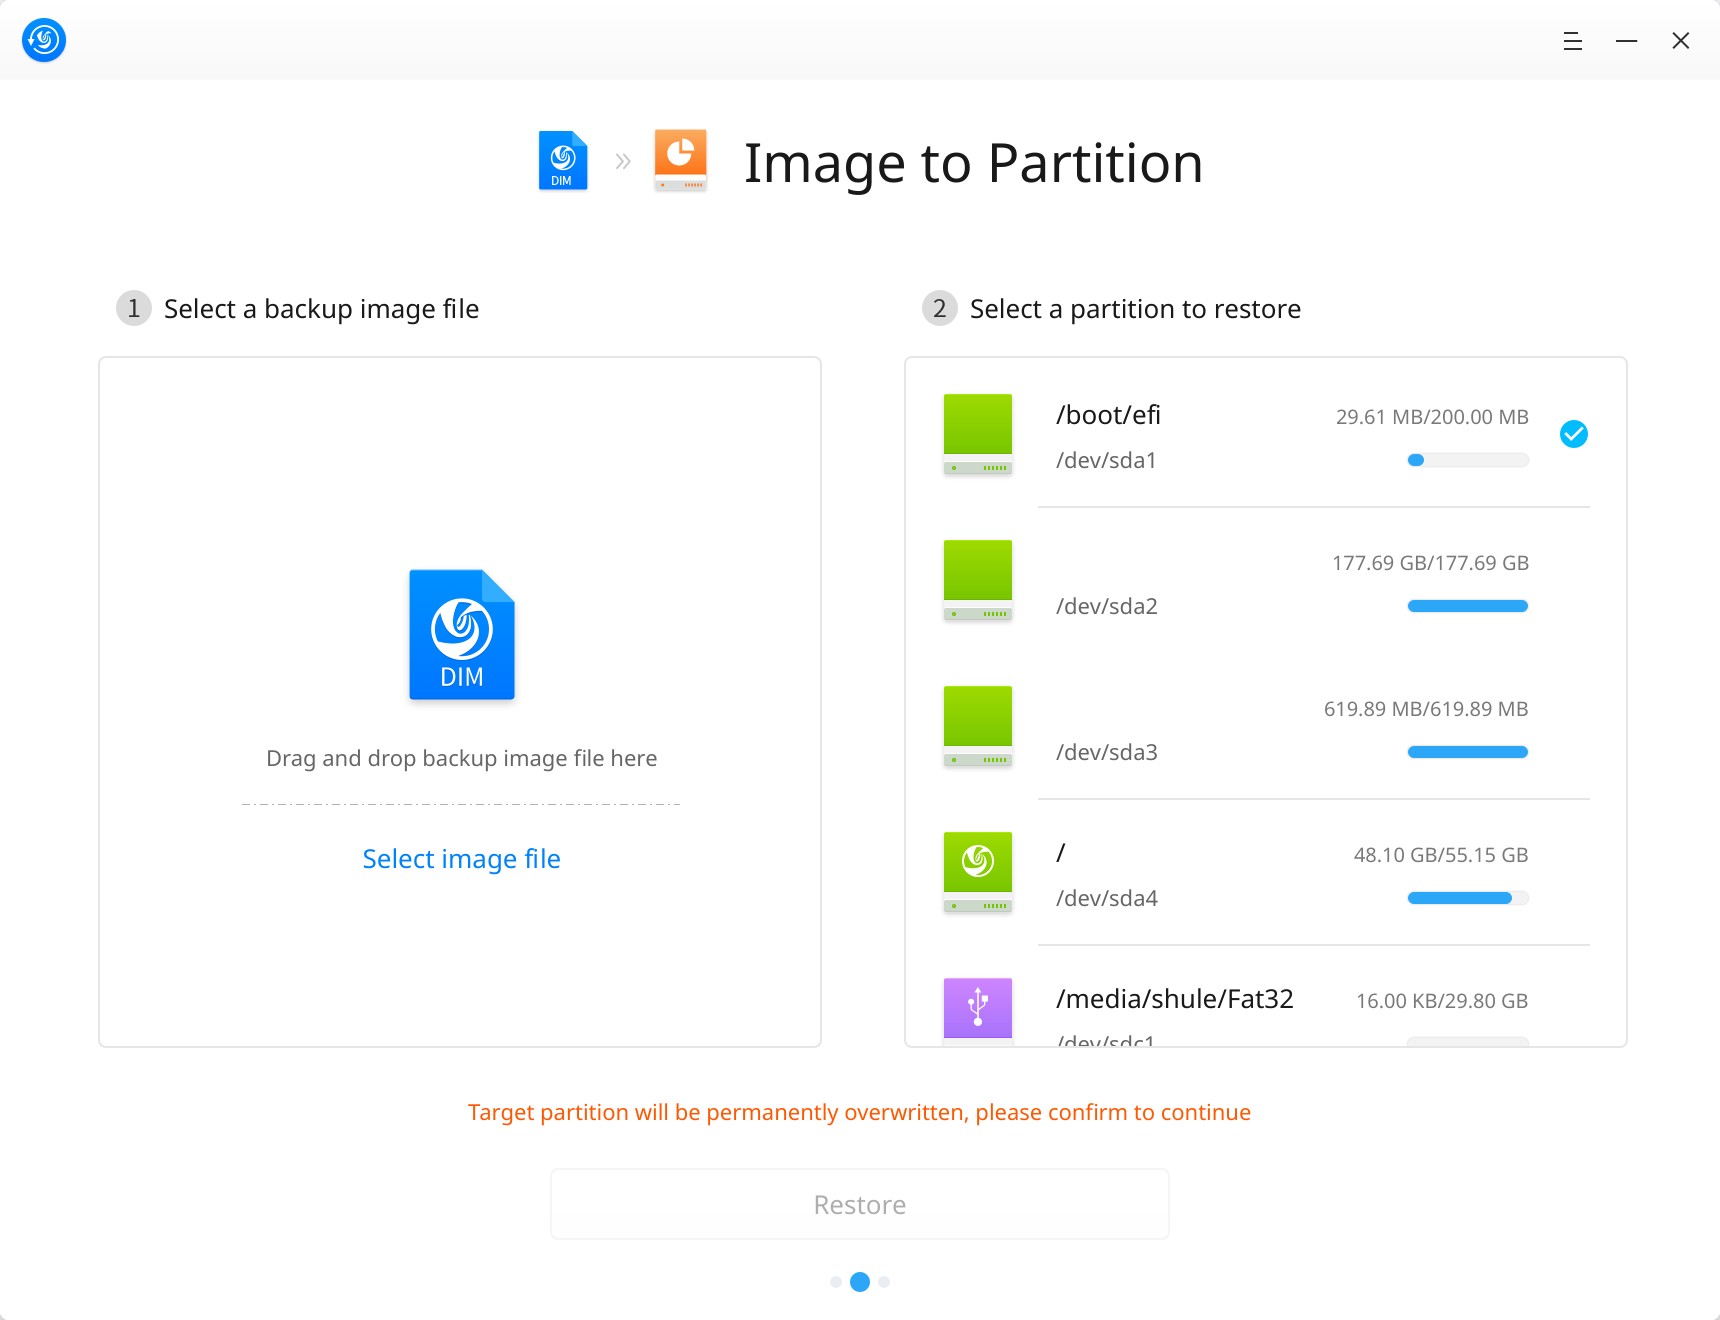 DIM
Image to Partition
1 Select a backup image file
DIM
Drag and drop backup image file here
Select image file
2 Select a partition to restore
/boot/efi 29.61 MB/200.00 MB
/dev/sda1
177.69 GB/177.69 GB
/dev/sda2
619.89 MB/619.89 MB
/dev/sda3
/ 48.10 GB/55.15 GB
/dev/sda4
/media/shule/Fat32 16.00 KB/29.80 GB
/dev/sdc1
Target partition will be permanently overwritten, please confirm to continue
Restore